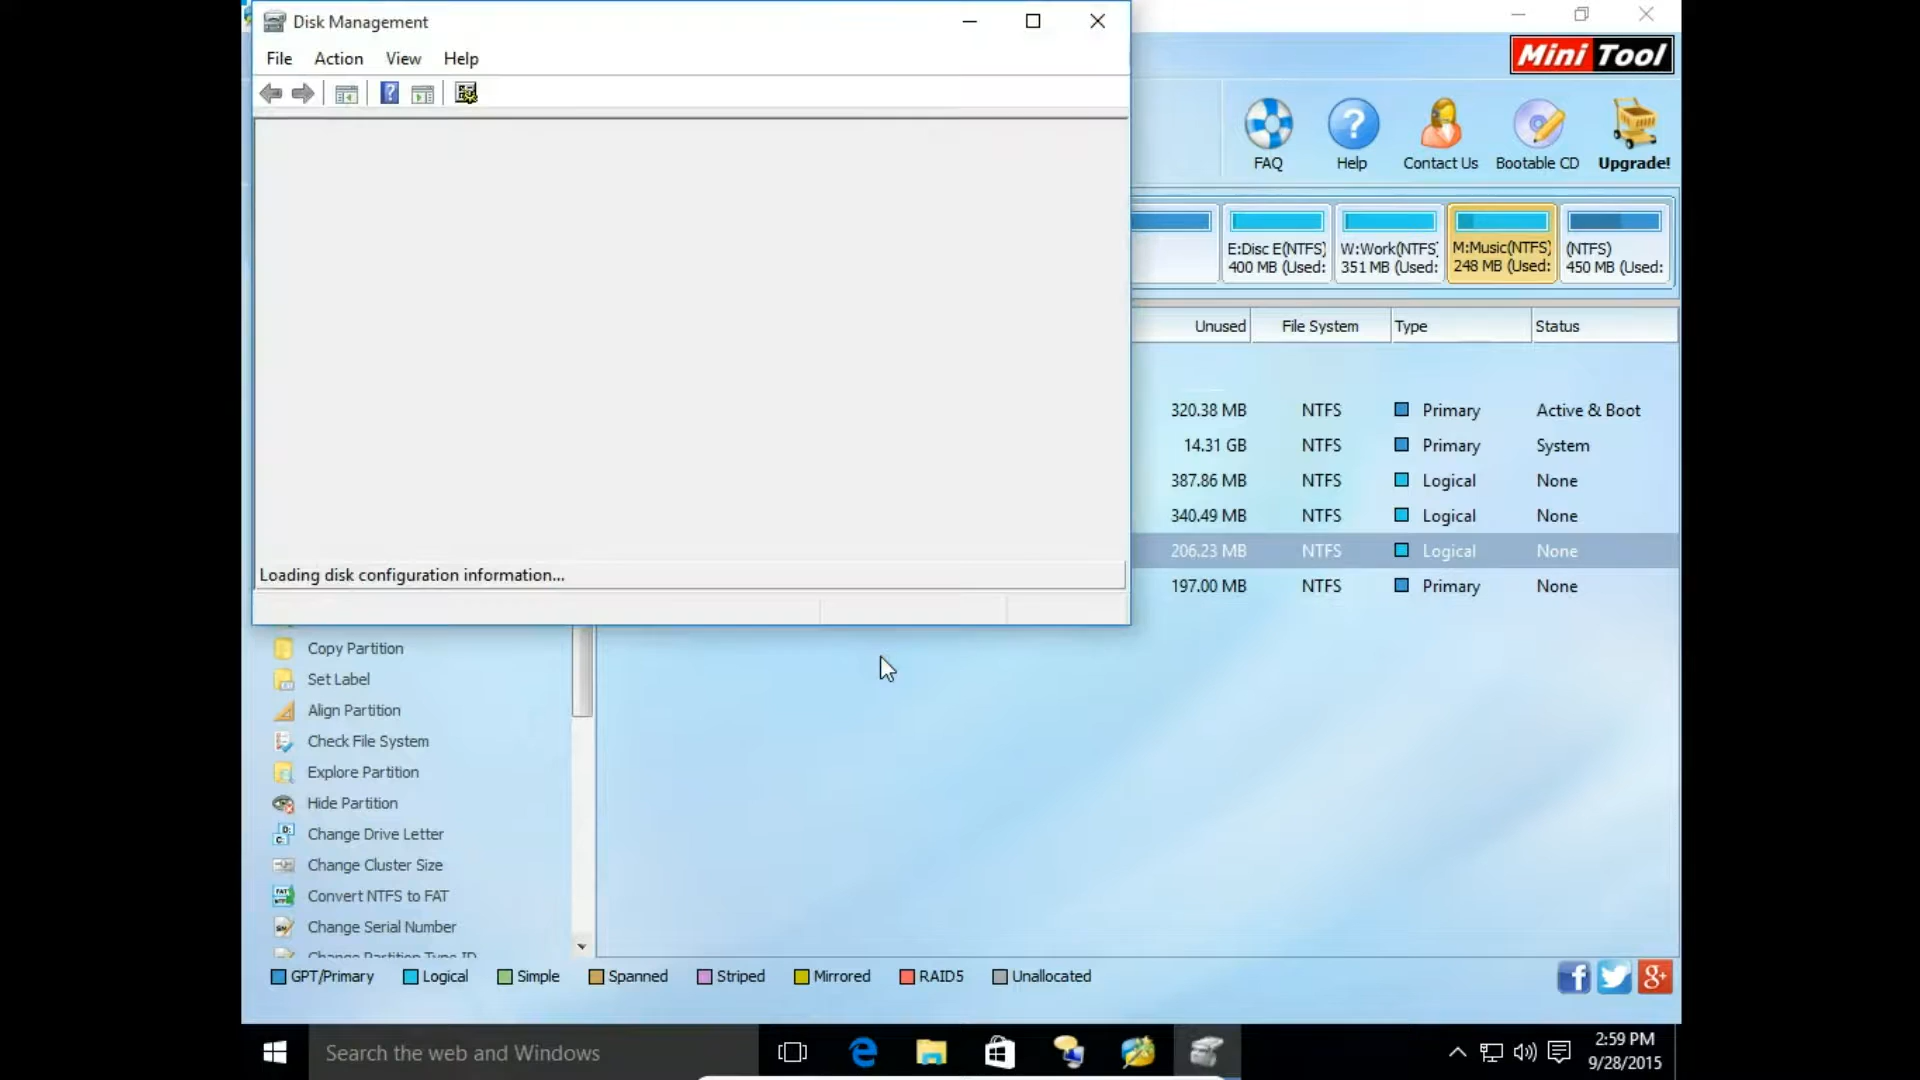 Disk Management
File Action View Help
Mini Tool
FAQ Help Contact Us Bootable CD Upgrade!
E:Disc E(NTFS) W:Work(NTFS) M:Music(NTFS) (NTFS)
400 MB (Used: 351 MB (Used: 248 MB (Used: 450 MB (Used:
Unused File System Type Status
320.38 MB NTFS Primary Active & Boot
14.31 GB NTFS Primary System
387.86 MB NTFS Logical None
340.49 MB NTFS Logical None
206.23 MB NTFS Logical None
197.00 MB NTFS Primary None
Loading disk configuration information...
Copy Partition
Set Label
Align Partition
Check File System
Explore Partition
Hide Partition
Change Drive Letter
Change Cluster Size
Convert NTFS to FAT
Change Serial Number
Change Partition Type ID
GPT/Primary Logical Simple Spanned Striped Mirrored RAID5 Unallocated
Search the web and Windows
2:59 PM
9/28/2015